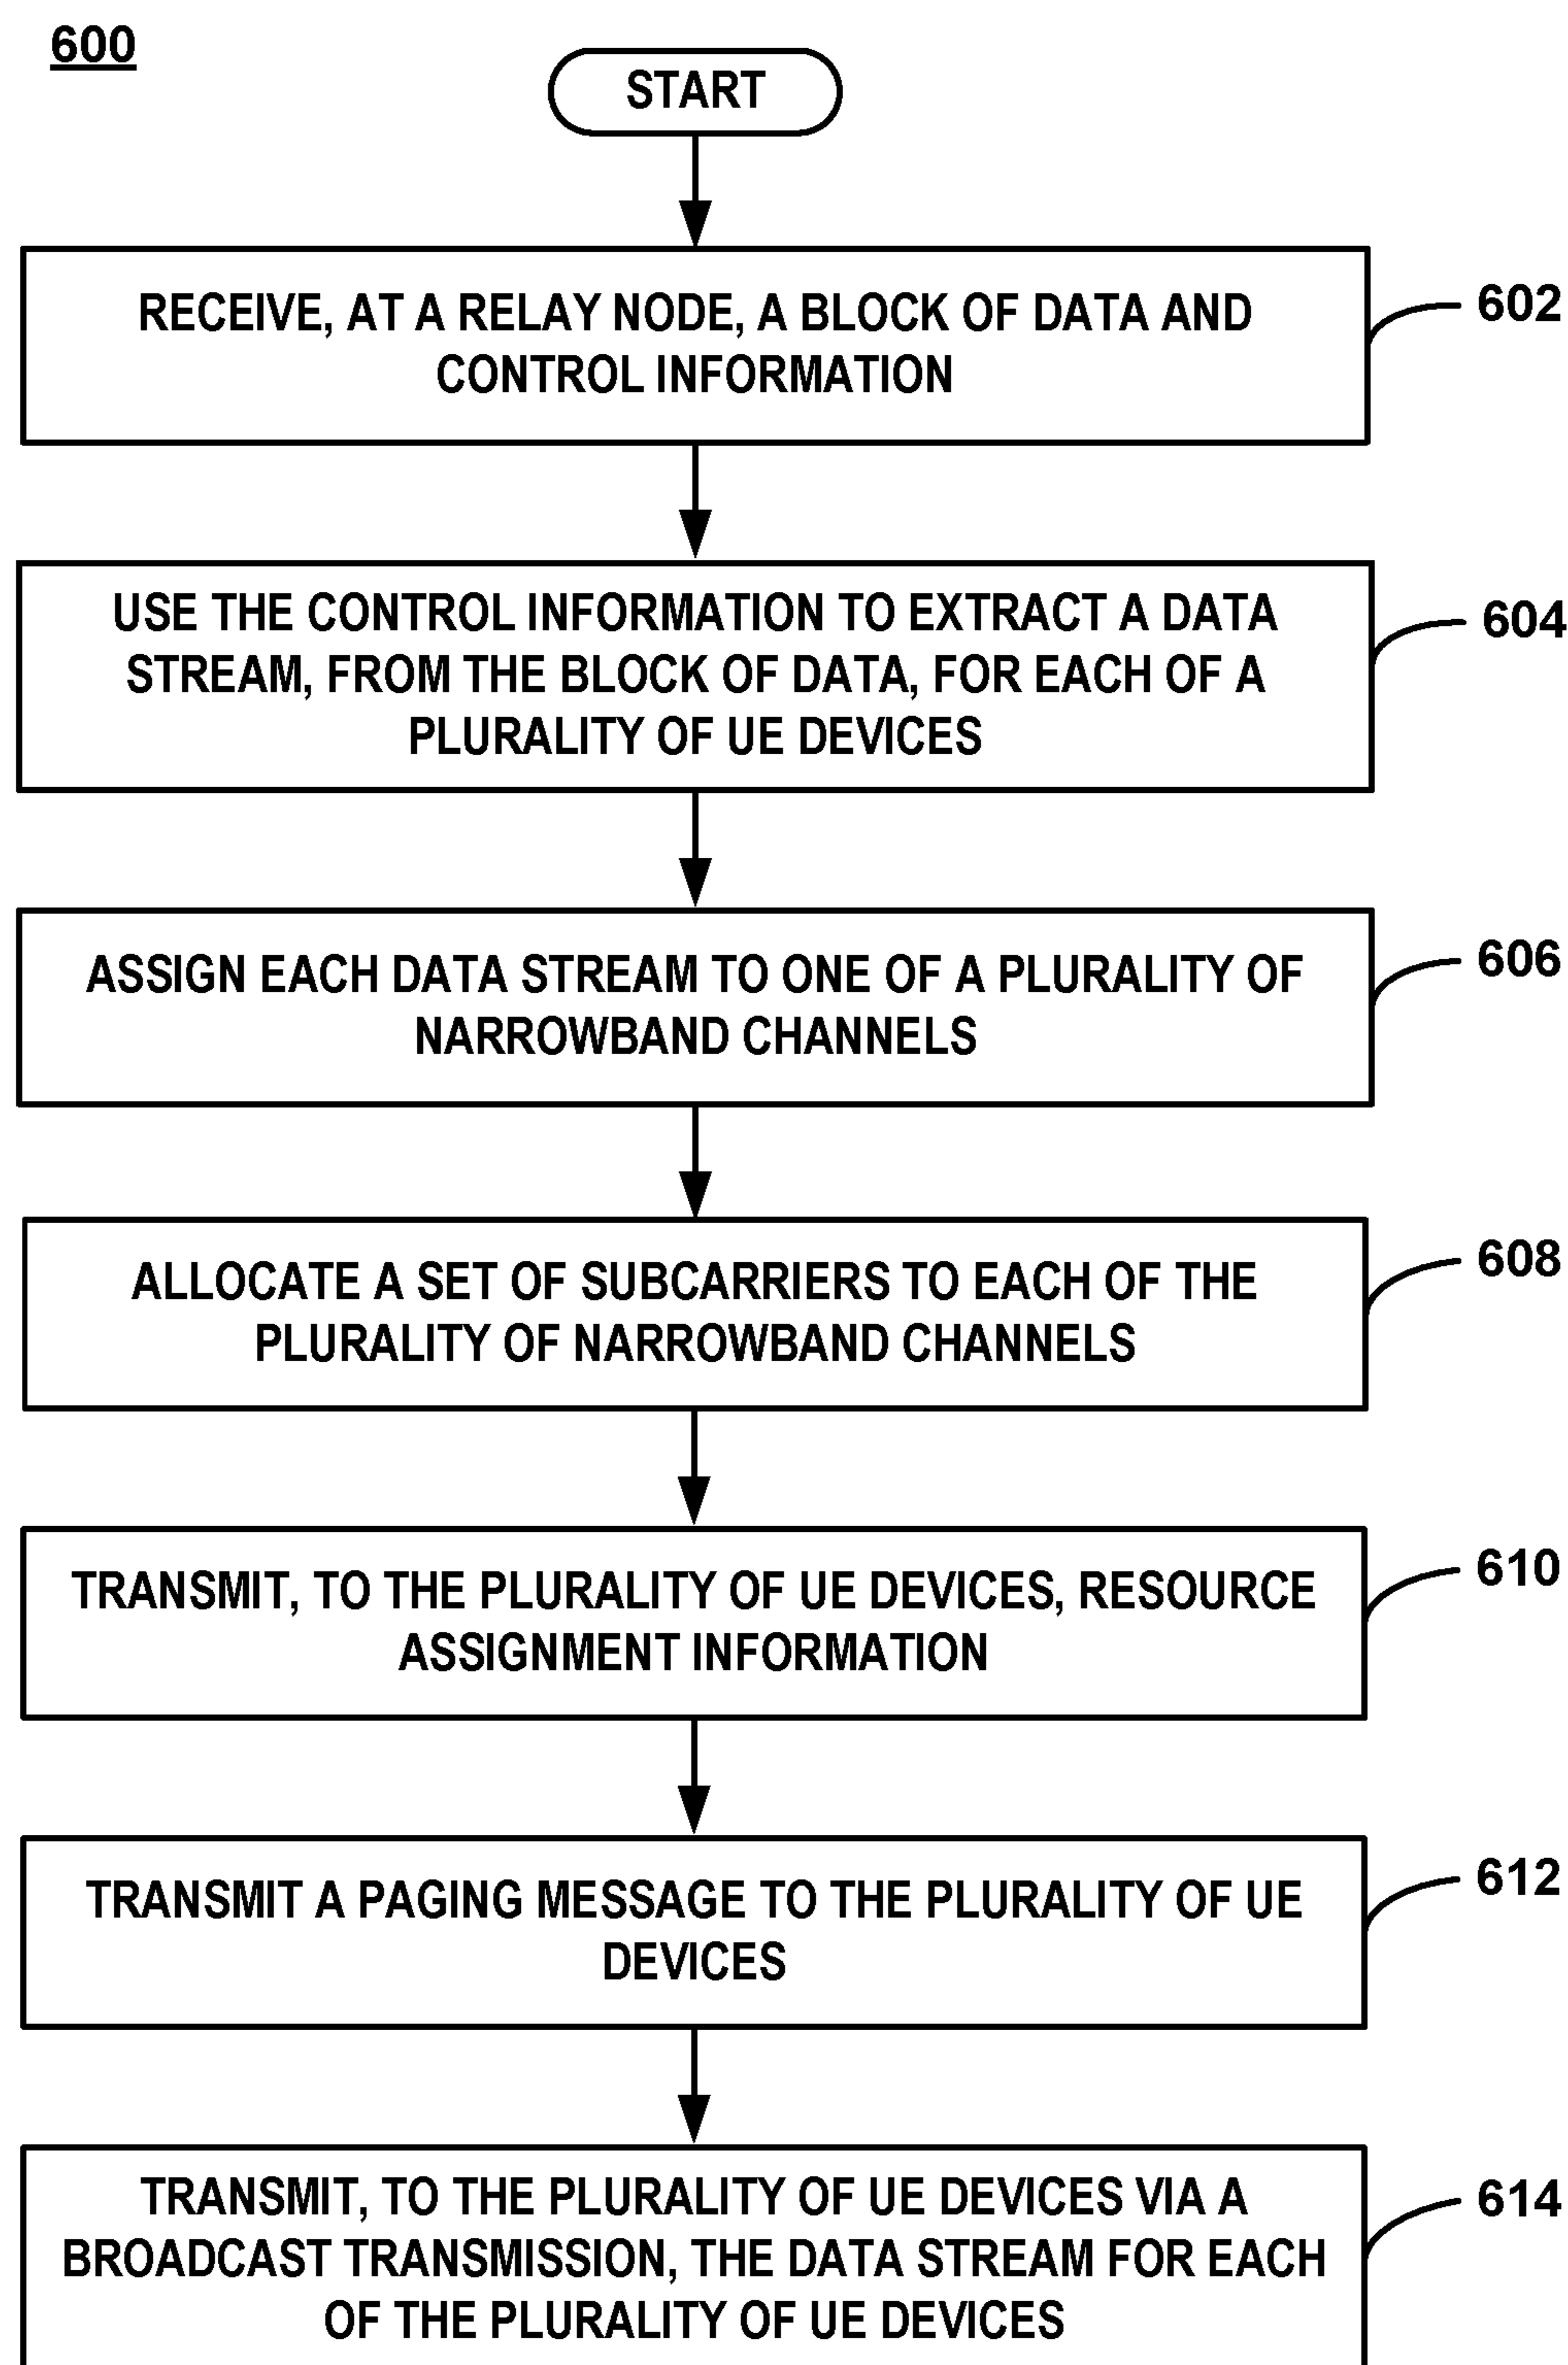 600
START
RECEIVE, AT A RELAY NODE, A BLOCK OF DATA AND
CONTROL INFORMATION
602
USE THE CONTROL INFORMATION TO EXTRACT A DATA
STREAM, FROM THE BLOCK OF DATA, FOR EACH OF A
PLURALITY OF UE DEVICES
604
ASSIGN EACH DATA STREAM TO ONE OF A PLURALITY OF
NARROWBAND CHANNELS
606
ALLOCATE A SET OF SUBCARRIERS TO EACH OF THE
PLURALITY OF NARROWBAND CHANNELS
608
TRANSMIT, TO THE PLURALITY OF UE DEVICES, RESOURCE
ASSIGNMENT INFORMATION
610
TRANSMIT A PAGING MESSAGE TO THE PLURALITY OF UE
DEVICES
612
TRANSMIT, TO THE PLURALITY OF UE DEVICES VIA A
BROADCAST TRANSMISSION, THE DATA STREAM FOR EACH
OF THE PLURALITY OF UE DEVICES
614